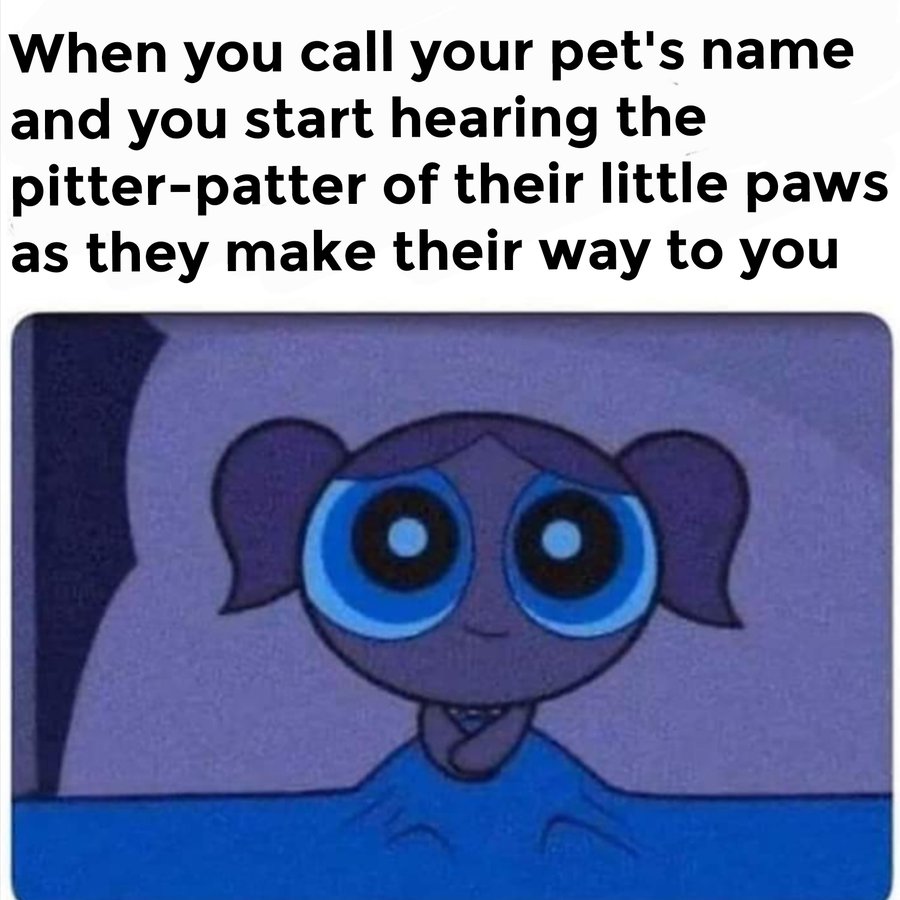 When you call your pet's name
and you start hearing the
pitter-patter of their little paws
as they make their way to you